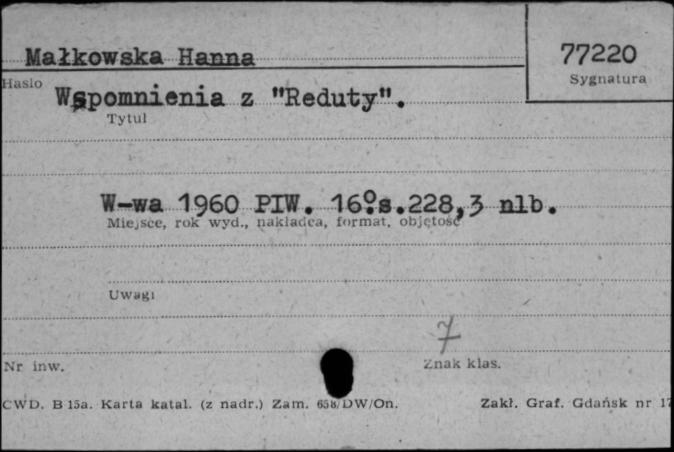 Małkowska Hanna
77220
Hasło
Sygnatura
Wspomnienia z "Reduty".
Tytuł
W-wa 1960 PIW. 16°s.228,3 nlb.
Miejsce, rok wyd., nakładca, format, objętość
Uwagi
7
Nr inw.
Znak klas.
CWD. B 15a. Karta katal. (z nadr.) Zam. 658/DW/On.
Zakł. Graf. Gdańsk nr 17